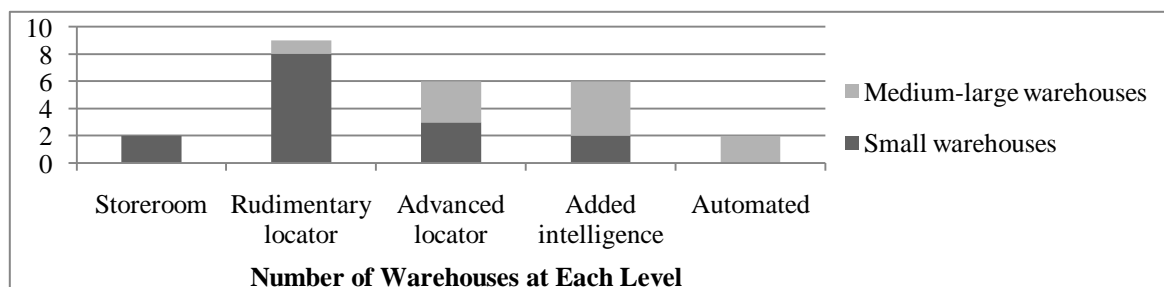 10
8
6
4
2
0
Medium-large warehouses
Small warehouses
Storeroom
Rudimentary
locator
Advanced
locator
Added
intelligence
Automated
Number of Warehouses at Each Level